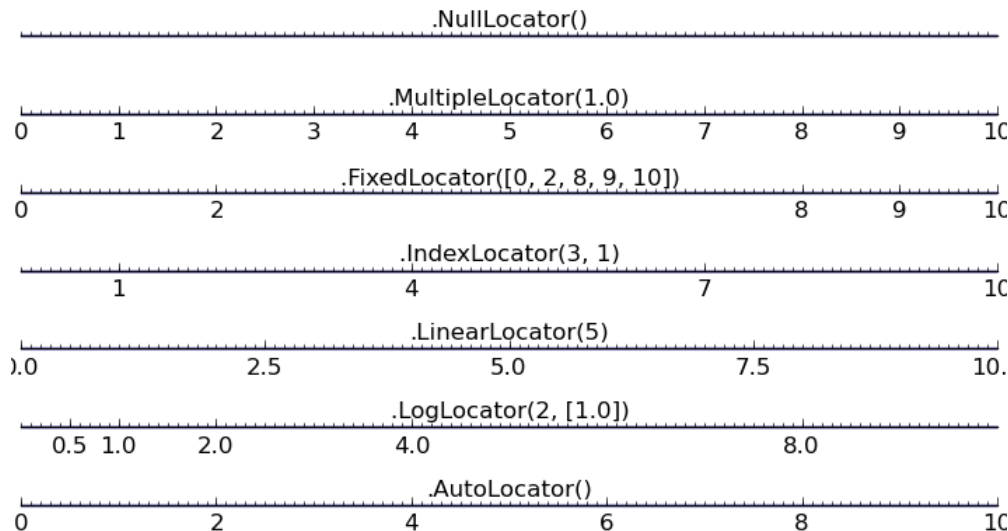 .NullLocator()
.MultipleLocator(1.0)
0 1 2 3 4 5 6 7 8 9 10
.FixedLocator([0, 2, 8, 9, 10])
0 2 8 9 10
.IndexLocator(3, 1)
1 4 7 10
.LinearLocator(5)
0.0 2.5 5.0 7.5 10.
.LogLocator(2, [1.0])
0.5 1.0 2.0 4.0 8.0
.AutoLocator()
0 2 4 6 8 10